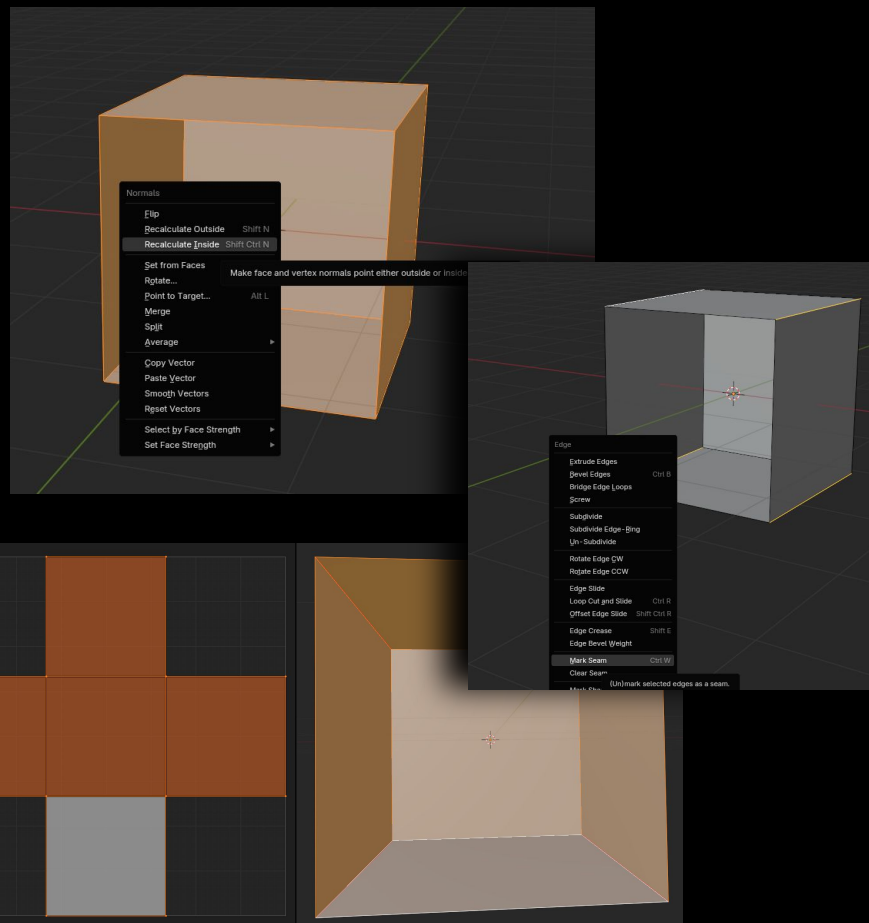 Normals
Flip
Recalculate Outside Shift N
Recalculate Inside Shift Ctrl N
Set from Faces
Make face and vertex normals point either outside or inside
Rotate...
Point to Target... Alt L
Merge
Split
Average
Copy Vector
Paste Vector
Smooth Vectors
Reset Vectors
Select by Face Strength
Set Face Strength
Edge
Extrude Edges
Bevel Edges Ctrl B
Bridge Edge Loops
Screw
Subdivide
Subdivide Edge-Ring
Un-Subdivide
Rotate Edge CW
Rotate Edge CCW
Edge Slide
Loop Cut and Slide Ctrl R
Offset Edge Slide Shift Ctrl R
Edge Crease Shift E
Edge Bevel Weight
Mark Seam Ctrl W
Clear Seam
(Un)mark selected edges as a seam.